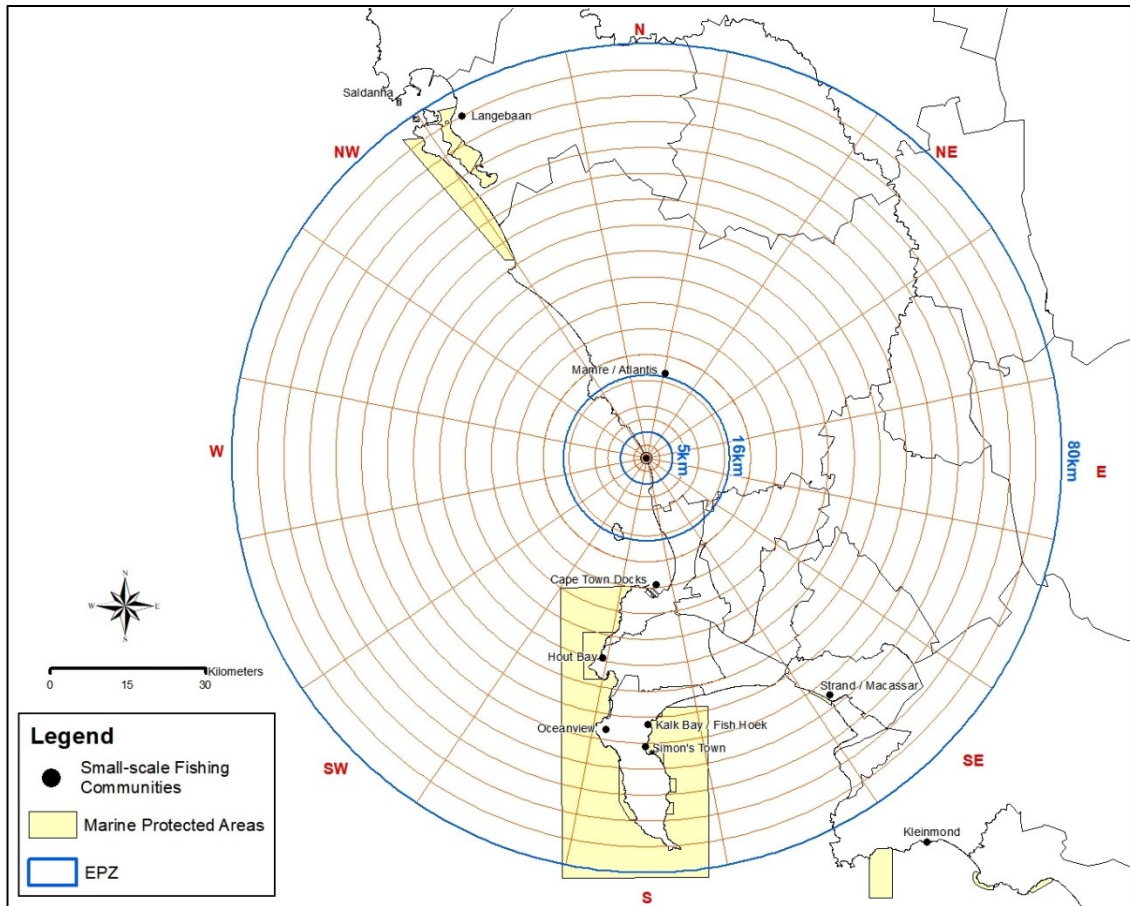 N
Saldanha
Langebaan
NW
NE
Mamre / Atlantis
W
5km
16km
80km
E
Cape Town Docks
N
W
E
S
Hout Bay
Kilometers
0
15
30
Strand / Macassar
Oceanview
Kalk Bay / Fish Hoek
Simon's Town
SW
SE
Kleinmond
S
Legend
Small-scale Fishing
Communities
Marine Protected Areas
EPZ